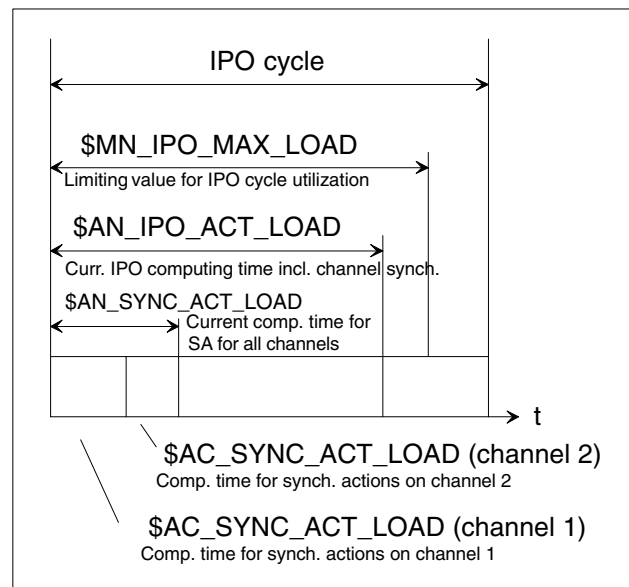 IPO cycle
$MN_IPO_MAX_LOAD
Limiting value for IPO cycle utilization
$AN_IPO_ACT_LOAD
Curr. IPO computing time incl. channel synch.
$AN_SYNC_ACT_LOAD
Current comp. time for
SA for all channels
t
$AC_SYNC_ACT_LOAD (channel 2)
Comp. time for synch. actions on channel 2
$AC_SYNC_ACT_LOAD (channel 1)
Comp. time for synch. actions on channel 1